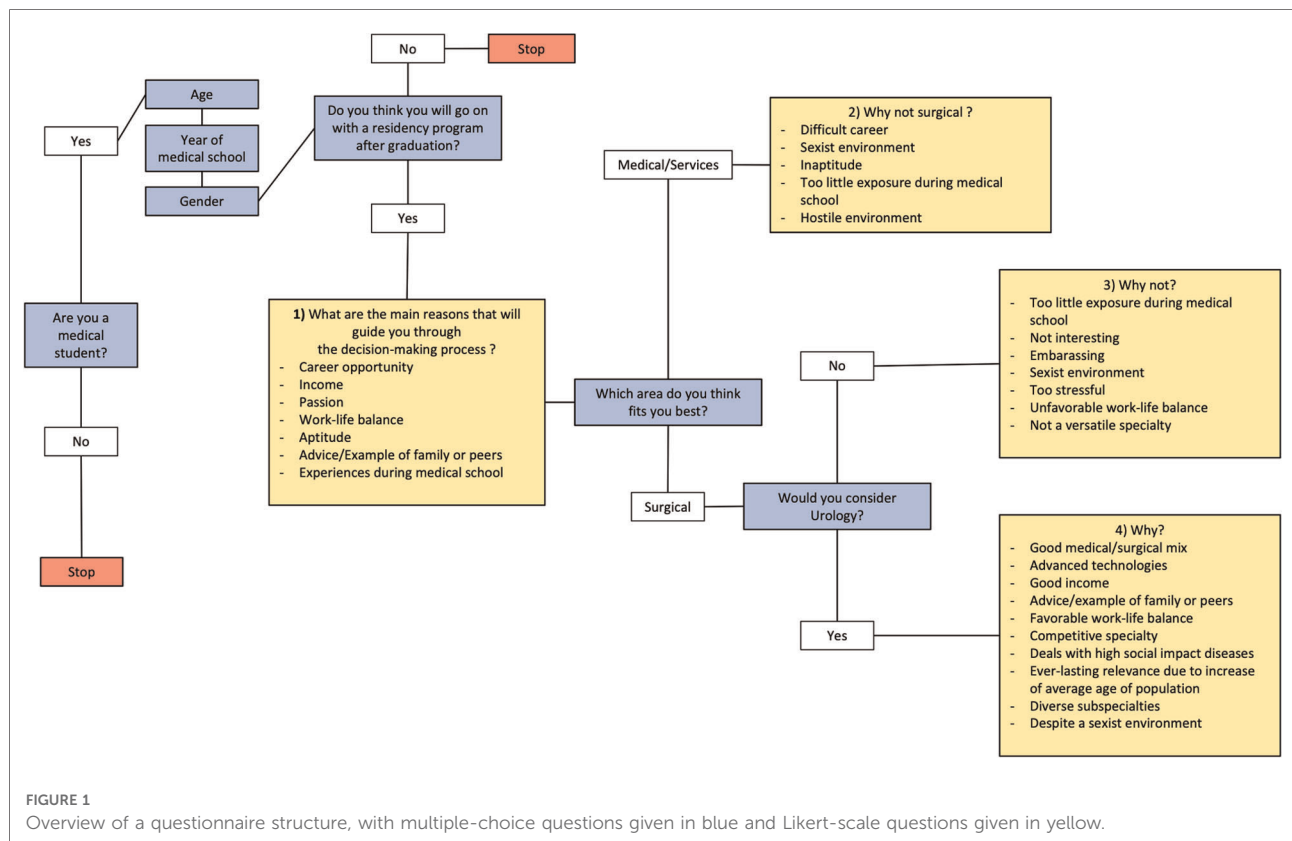 No
Stop
Age
Yes
Year of
medical school
Gender
Do you think you will go on
with a residency program
after graduation?
Yes
Are you a
medical
student?
No
Stop
1) What are the main reasons that will
guide you through
the decision-making process ?
- Career opportunity
- Income
- Passion
- Work-life balance
- Aptitude
- Advice/Example of family or peers
- Experiences during medical school
Medical/Services
Which area do you think
fits you best?
Surgical
2) Why not surgical ?
- Difficult career
- Sexist environment
- Inaptitude
- Too little exposure during medical
school
- Hostile environment
No
Would you consider
Urology?
Yes
3) Why not?
- Too little exposure during medical
school
- Not interesting
- Embarassing
- Sexist environment
- Too stressful
- Unfavorable work-life balance
- Not a versatile specialty
4) Why?
- Good medical/surgical mix
- Advanced technologies
- Good income
- Advice/example of family or peers
- Favorable work-life balance
- Competitive specialty
- Deals with high social impact diseases
- Ever-lasting relevance due to increase
of average age of population
- Diverse subspecialties
- Despite a sexist environment
FIGURE 1
Overview of a questionnaire structure, with multiple-choice questions given in blue and Likert-scale questions given in yellow.